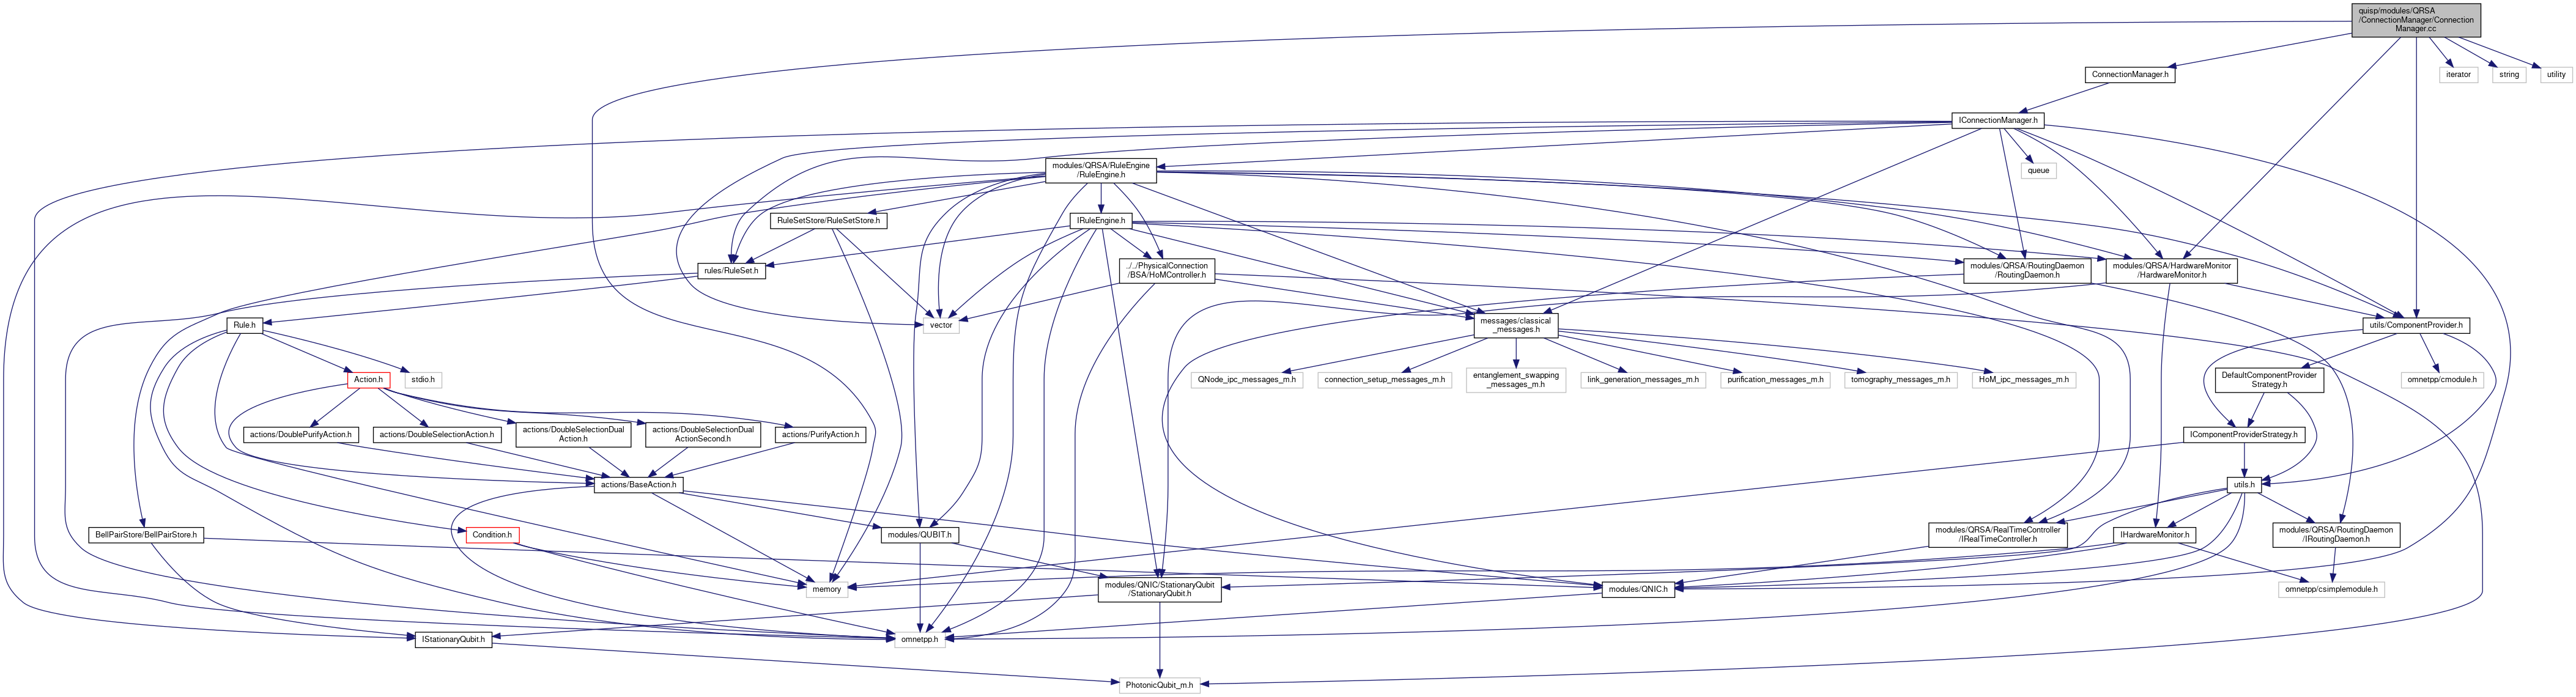 quisp/modules/QRSA
/ConnectionManager/Connection
Manager.cc
ConnectionManager.h
iterator
string
utility
IConnectionManager.h
modules/QRSA/RuleEngine
/RuleEngine.h
queue
RuleSetStore/RuleSetStore.h
IRuleEngine.h
rules/RuleSet.h
../../PhysicalConnection
/BSA/HoMController.h
modules/QRSA/RoutingDaemon
/RoutingDaemon.h
modules/QRSA/HardwareMonitor
/HardwareMonitor.h
Rule.h
vector
messages/classical
_messages.h
utils/ComponentProvider.h
Action.h
stdio.h
QNode_ipc_messages_m.h
connection_setup_messages_m.h
entanglement_swapping
_messages_m.h
link_generation_messages_m.h
purification_messages_m.h
tomography_messages_m.h
HoM_ipc_messages_m.h
DefaultComponentProvider
Strategy.h
omnetpp/cmodule.h
actions/DoublePurifyAction.h
actions/DoubleSelectionAction.h
actions/DoubleSelectionDual
Action.h
actions/DoubleSelectionDual
ActionSecond.h
actions/PurifyAction.h
IComponentProviderStrategy.h
actions/BaseAction.h
utils.h
BellPairStore/BellPairStore.h
Condition.h
modules/QUBIT.h
modules/QRSA/RealTimeController
/IRealTimeController.h
IHardwareMonitor.h
modules/QRSA/RoutingDaemon
/IRoutingDaemon.h
memory
modules/QNIC/StationaryQubit
/StationaryQubit.h
modules/QNIC.h
omnetpp/csimplemodule.h
IStationaryQubit.h
omnetpp.h
PhotonicQubit_m.h